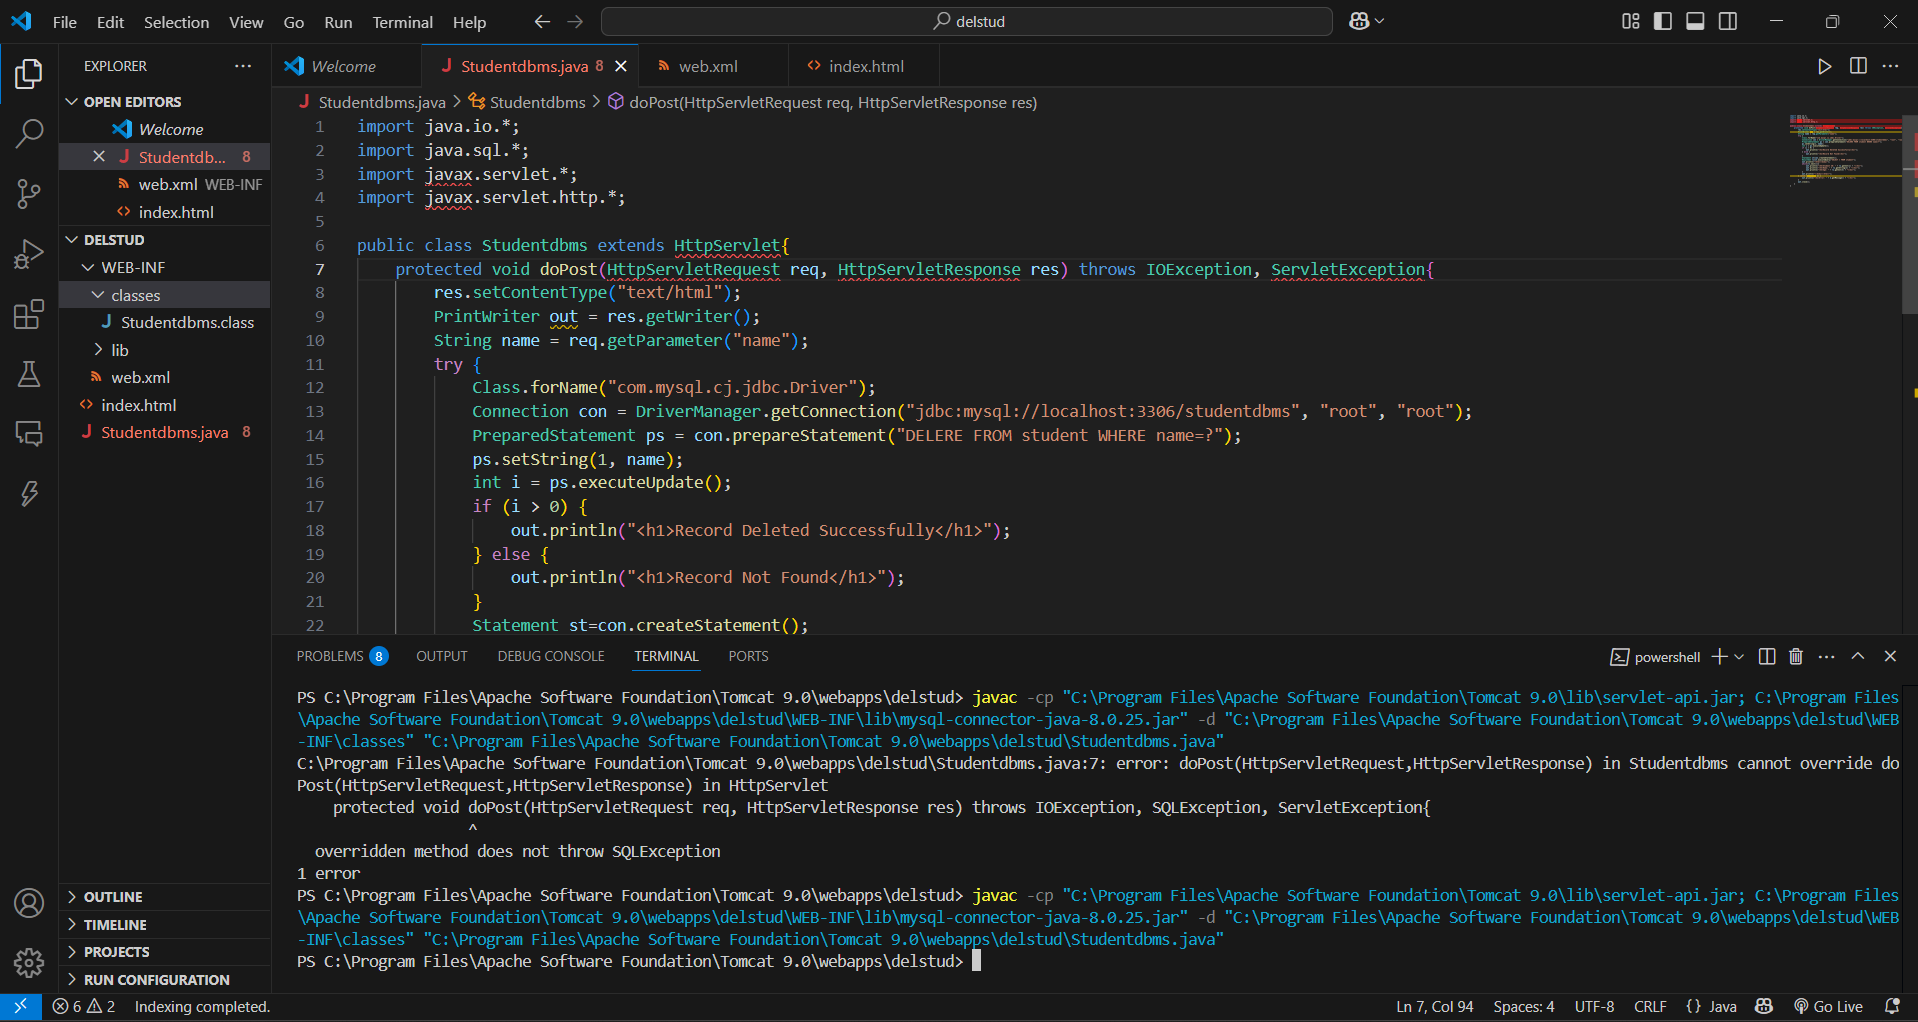 File Edit Selection View Go Run Terminal Help
delstud
EXPLORER
OPEN EDITORS
Welcome
Studentdb... 8
web.xml WEB-INF
index.html
DELSTUD
WEB-INF
classes
Studentdbms.class
lib
web.xml
index.html
Studentdbms.java 8
OUTLINE
TIMELINE
PROJECTS
RUN CONFIGURATION
Welcome
Studentdbms.java 8
web.xml
index.html
Studentdbms.java > Studentdbms > doPost(HttpServletRequest req, HttpServletResponse res)
1 import java.io.*;
2 import java.sql.*;
3 import javax.servlet.*;
4 import javax.servlet.http.*;
5
6 public class Studentdbms extends HttpServlet{
7 protected void doPost(HttpServletRequest req, HttpServletResponse res) throws IOException, ServletException{
8 res.setContentType("text/html");
9 PrintWriter out = res.getWriter();
10 String name = req.getParameter("name");
11 try {
12 Class.forName("com.mysql.cj.jdbc.Driver");
13 Connection con = DriverManager.getConnection("jdbc:mysql://localhost:3306/studentdbms", "root", "root");
14 PreparedStatement ps = con.prepareStatement("DELERE FROM student WHERE name=?");
15 ps.setString(1, name);
16 int i = ps.executeUpdate();
17 if (i > 0) {
18 out.println("<h1>Record Deleted Successfully</h1>");
19 } else {
20 out.println("<h1>Record Not Found</h1>");
21 }
22 Statement st=con.createStatement();
PROBLEMS 8 OUTPUT DEBUG CONSOLE TERMINAL PORTS
powershell
PS C:\Program Files\Apache Software Foundation\Tomcat 9.0\webapps\delstud> javac -cp "C:\Program Files\Apache Software Foundation\Tomcat 9.0\lib\servlet-api.jar; C:\Program Files
\Apache Software Foundation\Tomcat 9.0\webapps\delstud\WEB-INF\lib\mysql-connector-java-8.0.25.jar" -d "C:\Program Files\Apache Software Foundation\Tomcat 9.0\webapps\delstud\WEB
-INF\classes" "C:\Program Files\Apache Software Foundation\Tomcat 9.0\webapps\delstud\Studentdbms.java"
C:\Program Files\Apache Software Foundation\Tomcat 9.0\webapps\delstud\Studentdbms.java:7: error: doPost(HttpServletRequest,HttpServletResponse) in Studentdbms cannot override do
Post(HttpServletRequest,HttpServletResponse) in HttpServlet
protected void doPost(HttpServletRequest req, HttpServletResponse res) throws IOException, SQLException, ServletException{
^
overridden method does not throw SQLException
1 error
PS C:\Program Files\Apache Software Foundation\Tomcat 9.0\webapps\delstud> javac -cp "C:\Program Files\Apache Software Foundation\Tomcat 9.0\lib\servlet-api.jar; C:\Program Files
\Apache Software Foundation\Tomcat 9.0\webapps\delstud\WEB-INF\lib\mysql-connector-java-8.0.25.jar" -d "C:\Program Files\Apache Software Foundation\Tomcat 9.0\webapps\delstud\WEB
-INF\classes" "C:\Program Files\Apache Software Foundation\Tomcat 9.0\webapps\delstud\Studentdbms.java"
PS C:\Program Files\Apache Software Foundation\Tomcat 9.0\webapps\delstud>
6 2 Indexing completed.
Ln 7, Col 94 Spaces: 4 UTF-8 CRLF {} Java Go Live